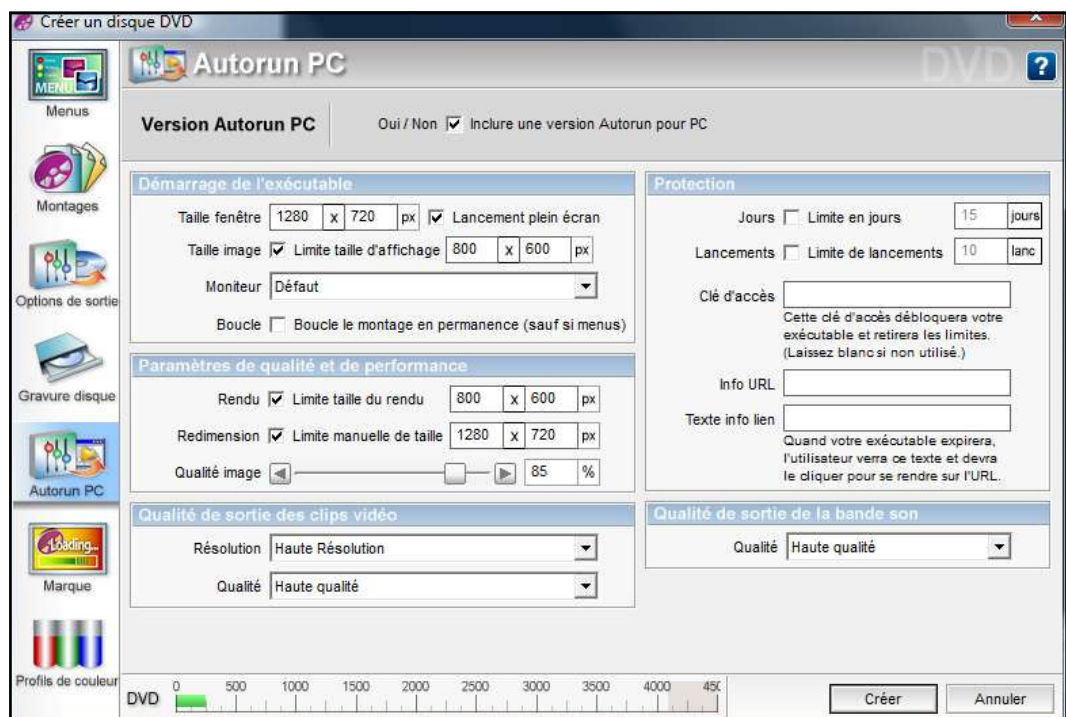 Créer un disque DVD
MENU
Menus
Montages
Options de sortie
Gravure disque
Autorun PC
Loading...
Marque
Profils de couleur
Autorun PC
DVD
?
Version Autorun PC
Oui / Non Inclure une version Autorun pour PC
Démarrage de l'exécutable
Taille fenêtre 1280 x 720 px Lancement plein écran
Taille image Limite taille d'affichage 800 x 600 px
Moniteur Défaut
Boucle Boucle le montage en permanence (sauf si menus)
Paramètres de qualité et de performance
Rendu Limite taille du rendu 800 x 600 px
Redimension Limite manuelle de taille 1280 x 720 px
Qualité image 85 %
Qualité de sortie des clips vidéo
Résolution Haute Résolution
Qualité Haute qualité
Protection
Jours Limite en jours 15 jours
Lancements Limite de lancements 10 lanc
Clé d'accès
Cette clé d'accès débloquera votre
exécutable et retirera les limites.
(Laissez blanc si non utilisé.)
Info URL
Texte info lien
Quand votre exécutable expirera,
l'utilisateur verra ce texte et devra
le cliquer pour se rendre sur l'URL.
Qualité de sortie de la bande son
Qualité Haute qualité
DVD 0 500 1000 1500 2000 2500 3000 3500 4000
Créer Annuler